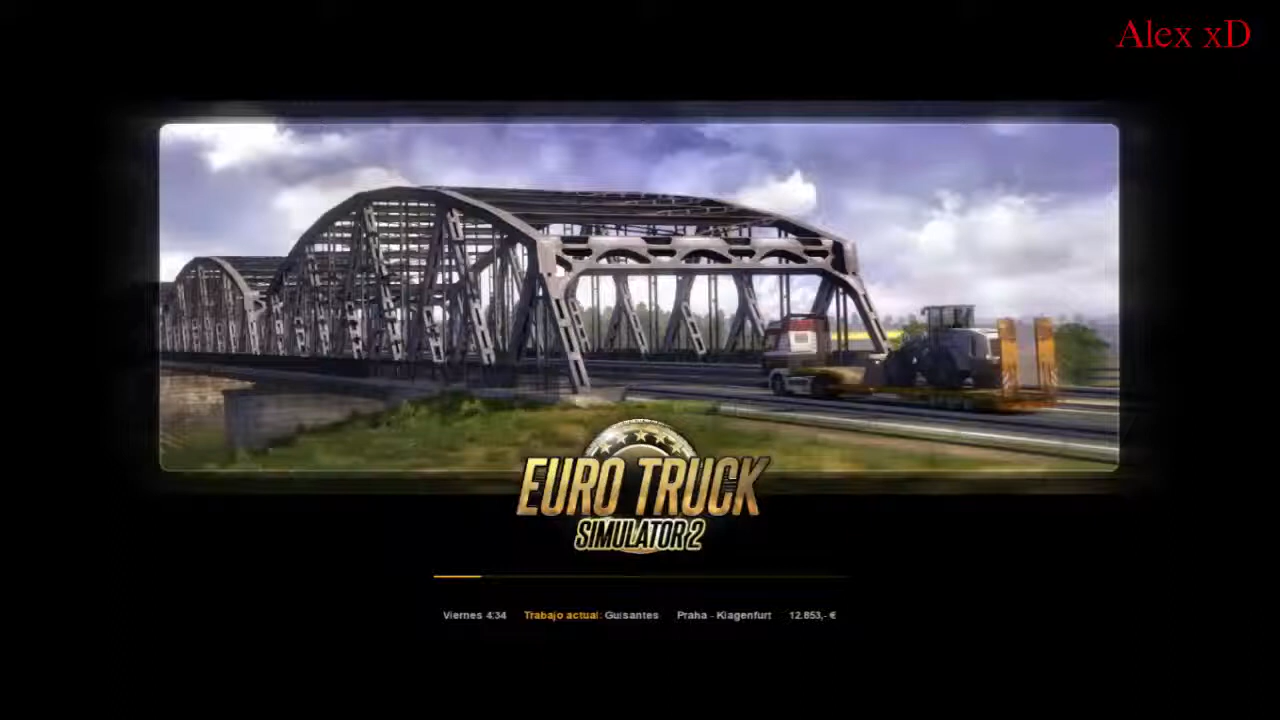 Alex xD
EURO TRUCK
SIMULATOR 2
Viernes 4:34 Trabajo actual: Guisantes Praha - Klagenfurt 12.853,- €